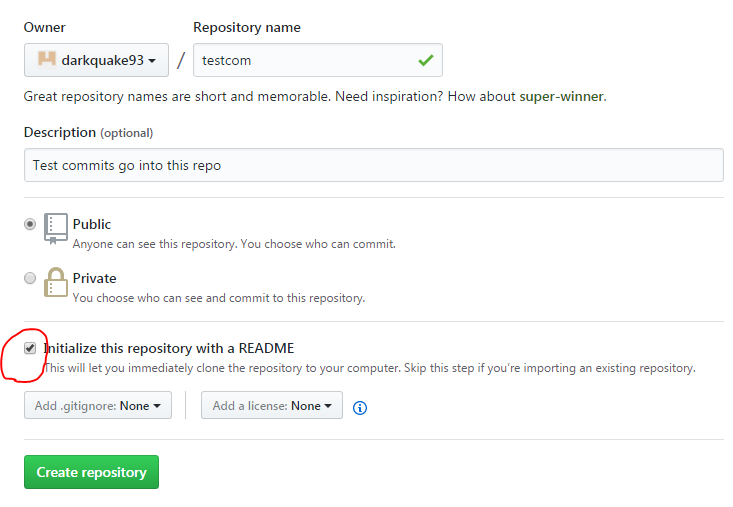 Owner Repository name
darkquake93 / testcom
Great repository names are short and memorable. Need inspiration? How about super-winner.
Description (optional)
Test commits go into this repo
Public
Anyone can see this repository. You choose who can commit.
Private
You choose who can see and commit to this repository.
Initialize this repository with a README
This will let you immediately clone the repository to your computer. Skip this step if you're importing an existing repository.
Add .gitignore: None Add a license: None
Create repository